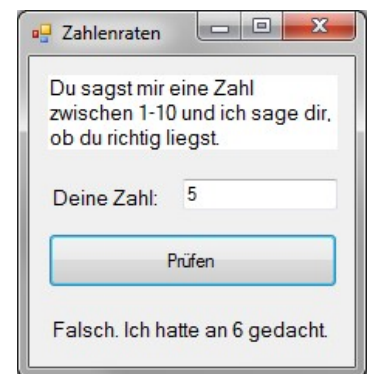 Zahlenraten
Du sagst mir eine Zahl
zwischen 1-10 und ich sage dir,
ob du richtig liegst.
Deine Zahl: 5
Prüfen
Falsch. Ich hatte an 6 gedacht.